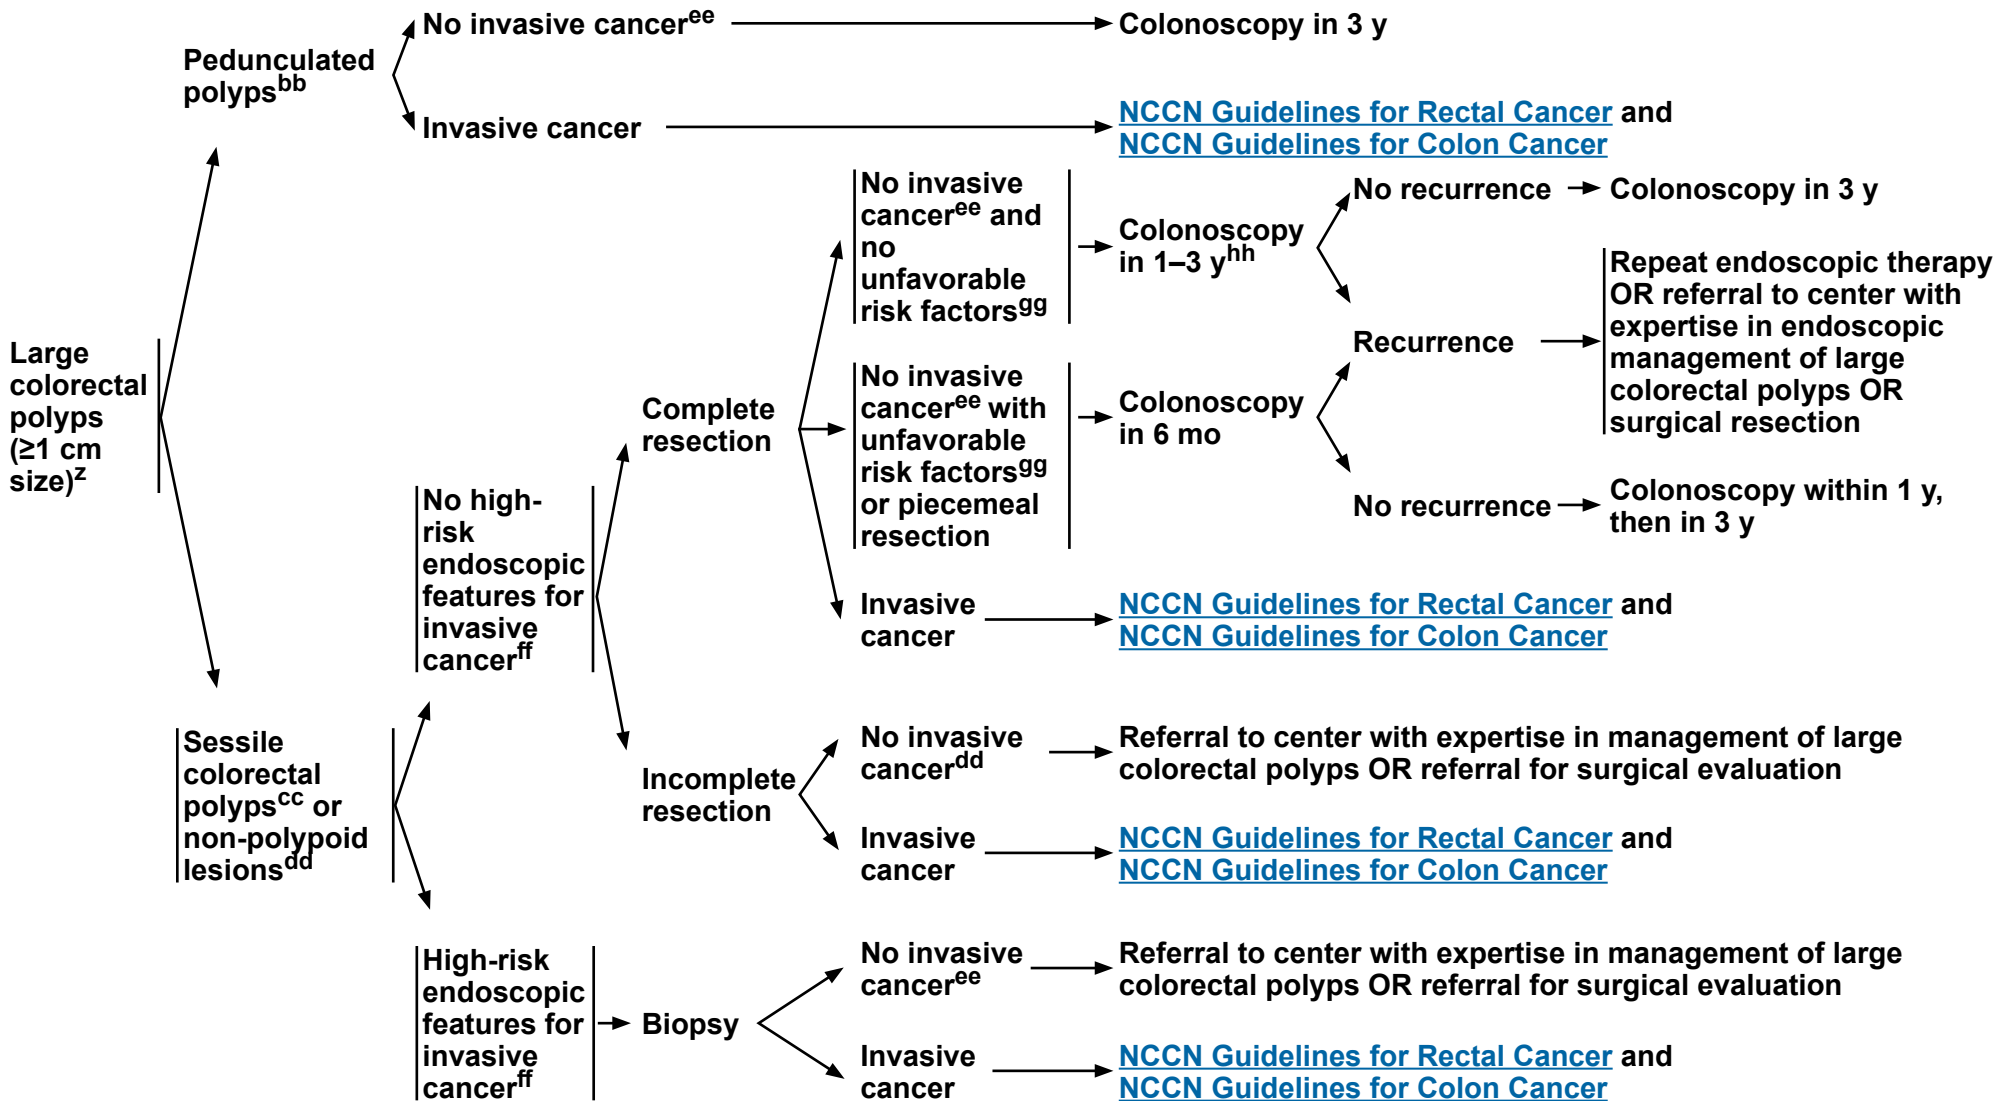 No invasive cancer^ee
Colonoscopy in 3 y
Pedunculated
polyps^bb
Invasive cancer
NCCN Guidelines for Rectal Cancer and
NCCN Guidelines for Colon Cancer
Large
colorectal
polyps
(≥1 cm
size)^z
Sessile
colorectal
polyps^cc or
non-polypoid
lesions^dd
No high-
risk
endoscopic
features for
invasive
cancer^ff
Complete
resection
No invasive
cancer^ee and
no
unfavorable
risk factors^gg
Colonoscopy
in 1–3 y^hh
No recurrence
Colonoscopy in 3 y
Recurrence
Repeat endoscopic therapy
OR referral to center with
expertise in endoscopic
management of large
colorectal polyps OR
surgical resection
No invasive
cancer^ee with
unfavorable
risk factors^gg
or piecemeal
resection
Colonoscopy
in 6 mo
No recurrence
Colonoscopy within 1 y,
then in 3 y
Invasive
cancer
NCCN Guidelines for Rectal Cancer and
NCCN Guidelines for Colon Cancer
Incomplete
resection
No invasive
cancer^dd
Referral to center with expertise in management of large
colorectal polyps OR referral for surgical evaluation
Invasive
cancer
NCCN Guidelines for Rectal Cancer and
NCCN Guidelines for Colon Cancer
High-risk
endoscopic
features for
invasive
cancer^ff
Biopsy
No invasive
cancer^ee
Referral to center with expertise in management of large
colorectal polyps OR referral for surgical evaluation
Invasive
cancer
NCCN Guidelines for Rectal Cancer and
NCCN Guidelines for Colon Cancer